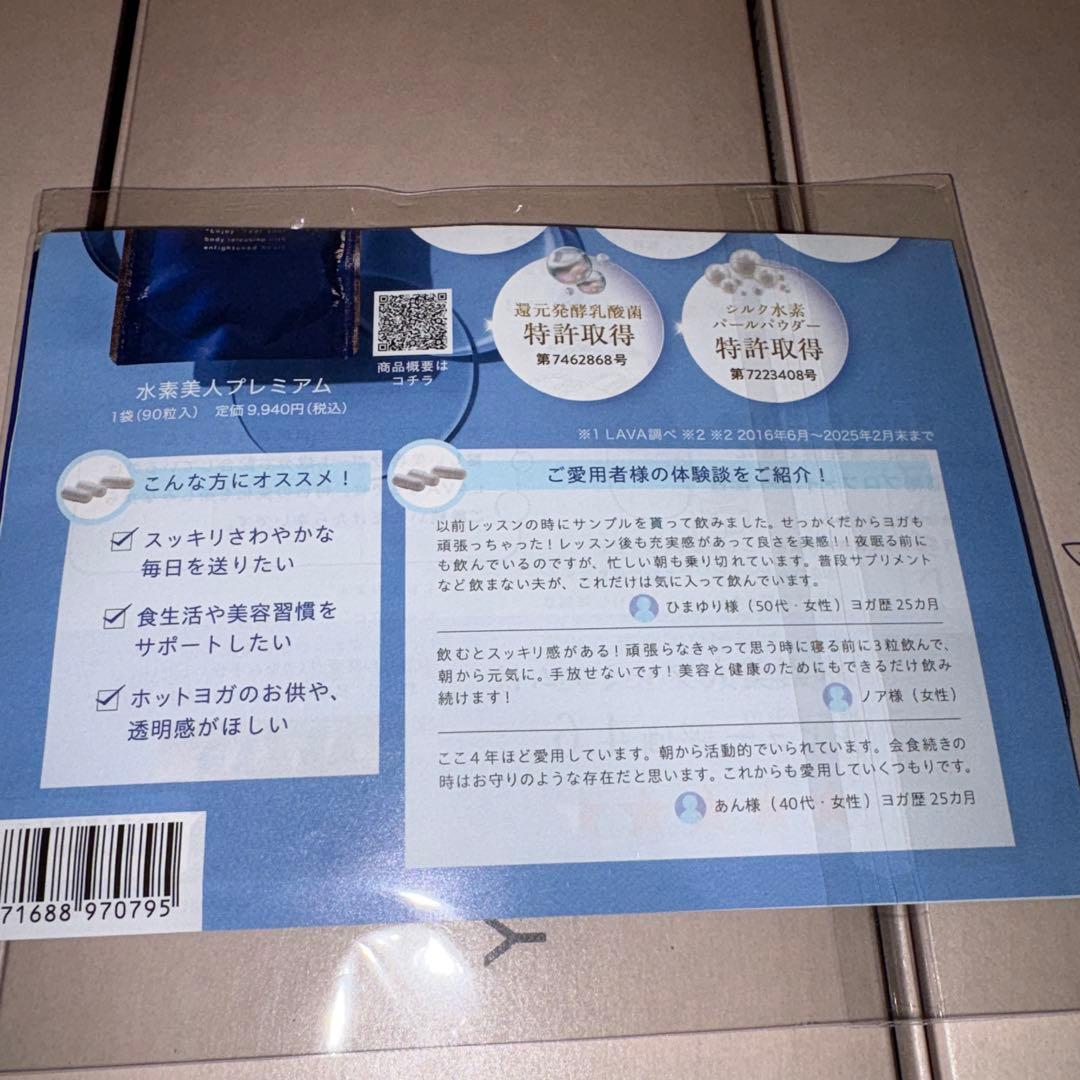 "Enjoy
body releasing with
enlightened heart
還元発酵乳酸菌
特許取得
第7462868号
シルク水素
パールパウダー
特許取得
第7223408号
商品概要は
コチラ
水素美人プレミアム
1袋(90粒入) 定価9,940円(税込)
※1 LAVA調べ ※2 ※2 2016年6月〜2025年2月末まで
こんな方にオススメ！
スッキリさわやかな
毎日を送りたい
食生活や美容習慣を
サポートしたい
ホットヨガのお供や、
透明感がほしい
ご愛用者様の体験談をご紹介！
以前レッスンの時にサンプルを貰って飲みました。せっかくだからヨガも
頑張っちゃった！レッスン後も充実感があって良さを実感！！夜眠る前に
も飲んでいるのですが、忙しい朝も乗り切れています。普段サプリメント
など飲まない夫が、これだけは気に入って飲んでいます。
ひまゆり様（50代・女性）ヨガ歴25カ月
飲むとスッキリ感がある！頑張らなきゃって思う時に寝る前に3粒飲んで、
朝から元気に。手放せないです！美容と健康のためにもできるだけ飲み
続けます！
ノア様（女性）
ここ4年ほど愛用しています。朝から活動的でいられています。会食続きの
時はお守りのような存在だと思います。これからも愛用していくつもりです。
あん様（40代・女性）ヨガ歴25カ月
71688 970795
Y